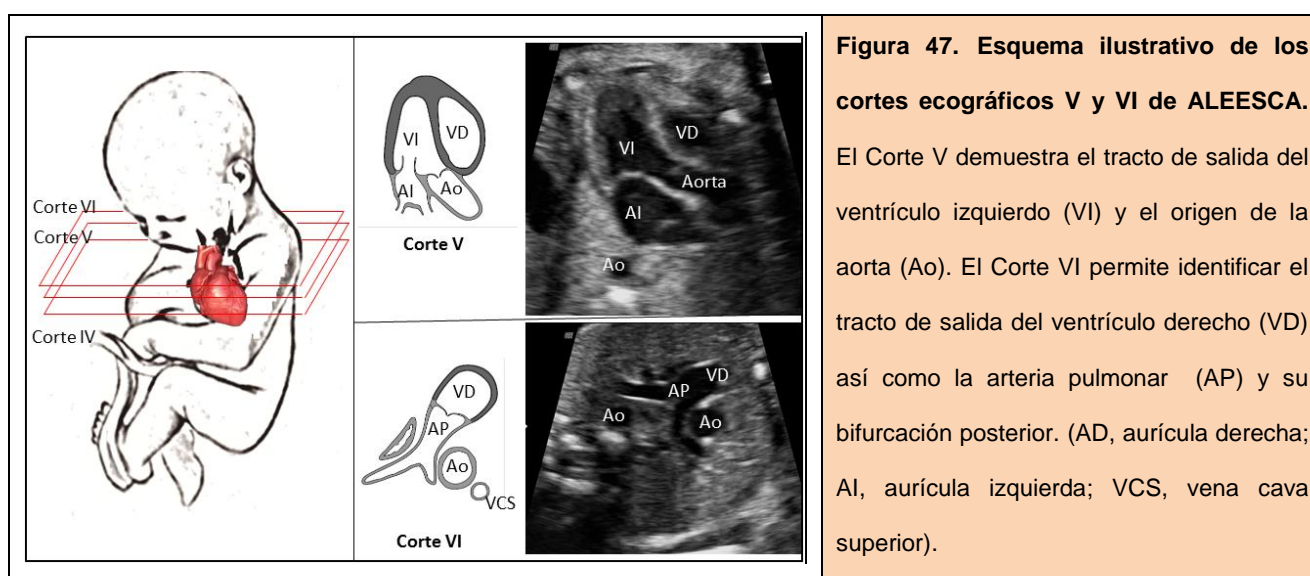 Corte VI
Corte V
Corte IV
VI
VD
AI
Ao
Corte V
VI
VD
Aorta
AI
Ao
VD
AP
Ao
VCS
Corte VI
VD
AP
Ao
Ao
Figura 47. Esquema ilustrativo de los
cortes ecográficos V y VI de ALEESCA.
El Corte V demuestra el tracto de salida del
ventrículo izquierdo (VI) y el origen de la
aorta (Ao). El Corte VI permite identificar el
tracto de salida del ventrículo derecho (VD)
así como la arteria pulmonar (AP) y su
bifurcación posterior. (AD, aurícula derecha;
AI, aurícula izquierda; VCS, vena cava
superior).